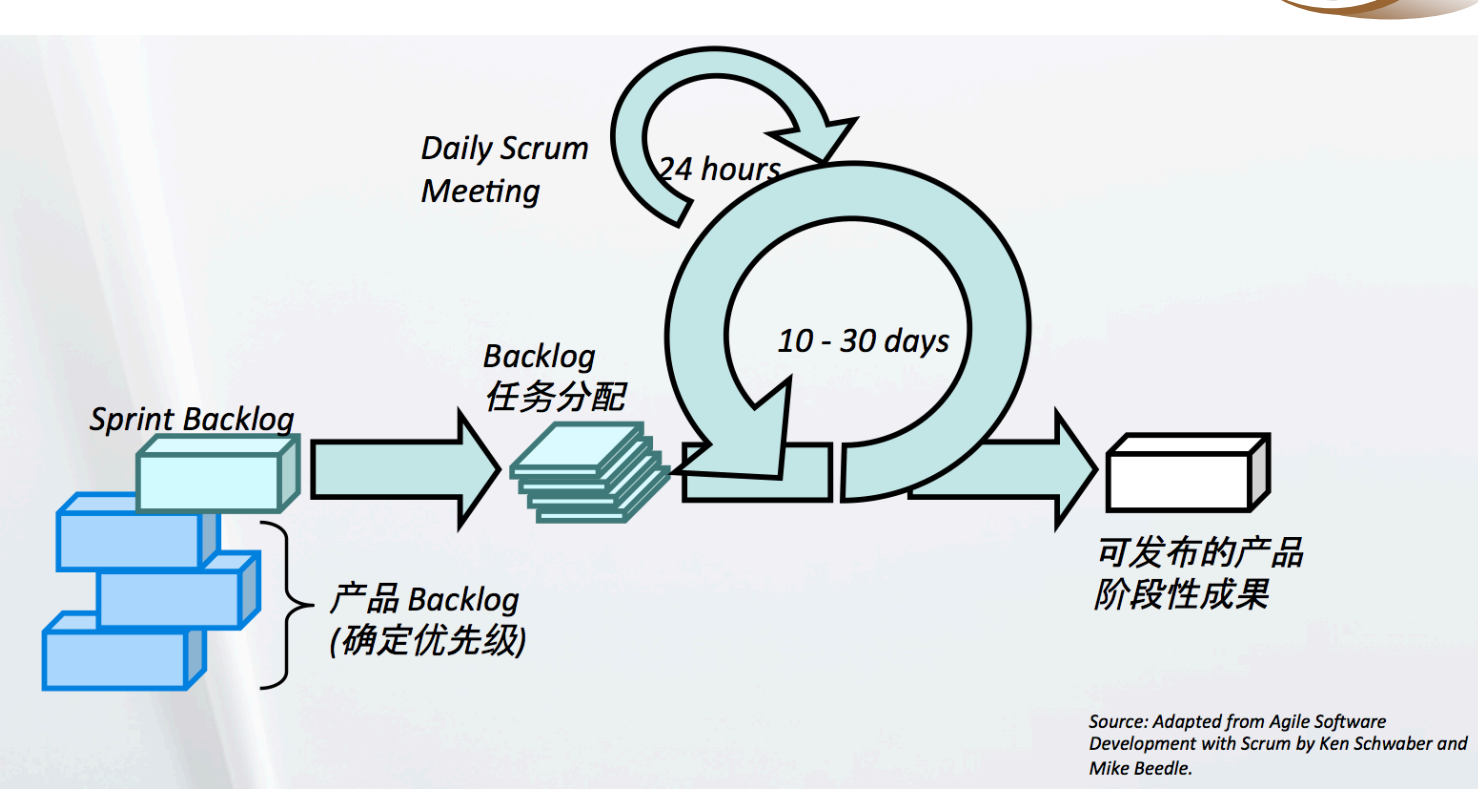 Daily Scrum
Meeting
24 hours
10 - 30 days
Backlog
任务分配
Sprint Backlog
产品 Backlog
(确定优先级)
可发布的产品
阶段性成果
Source: Adapted from Agile Software
Development with Scrum by Ken Schwaber and
Mike Beedle.